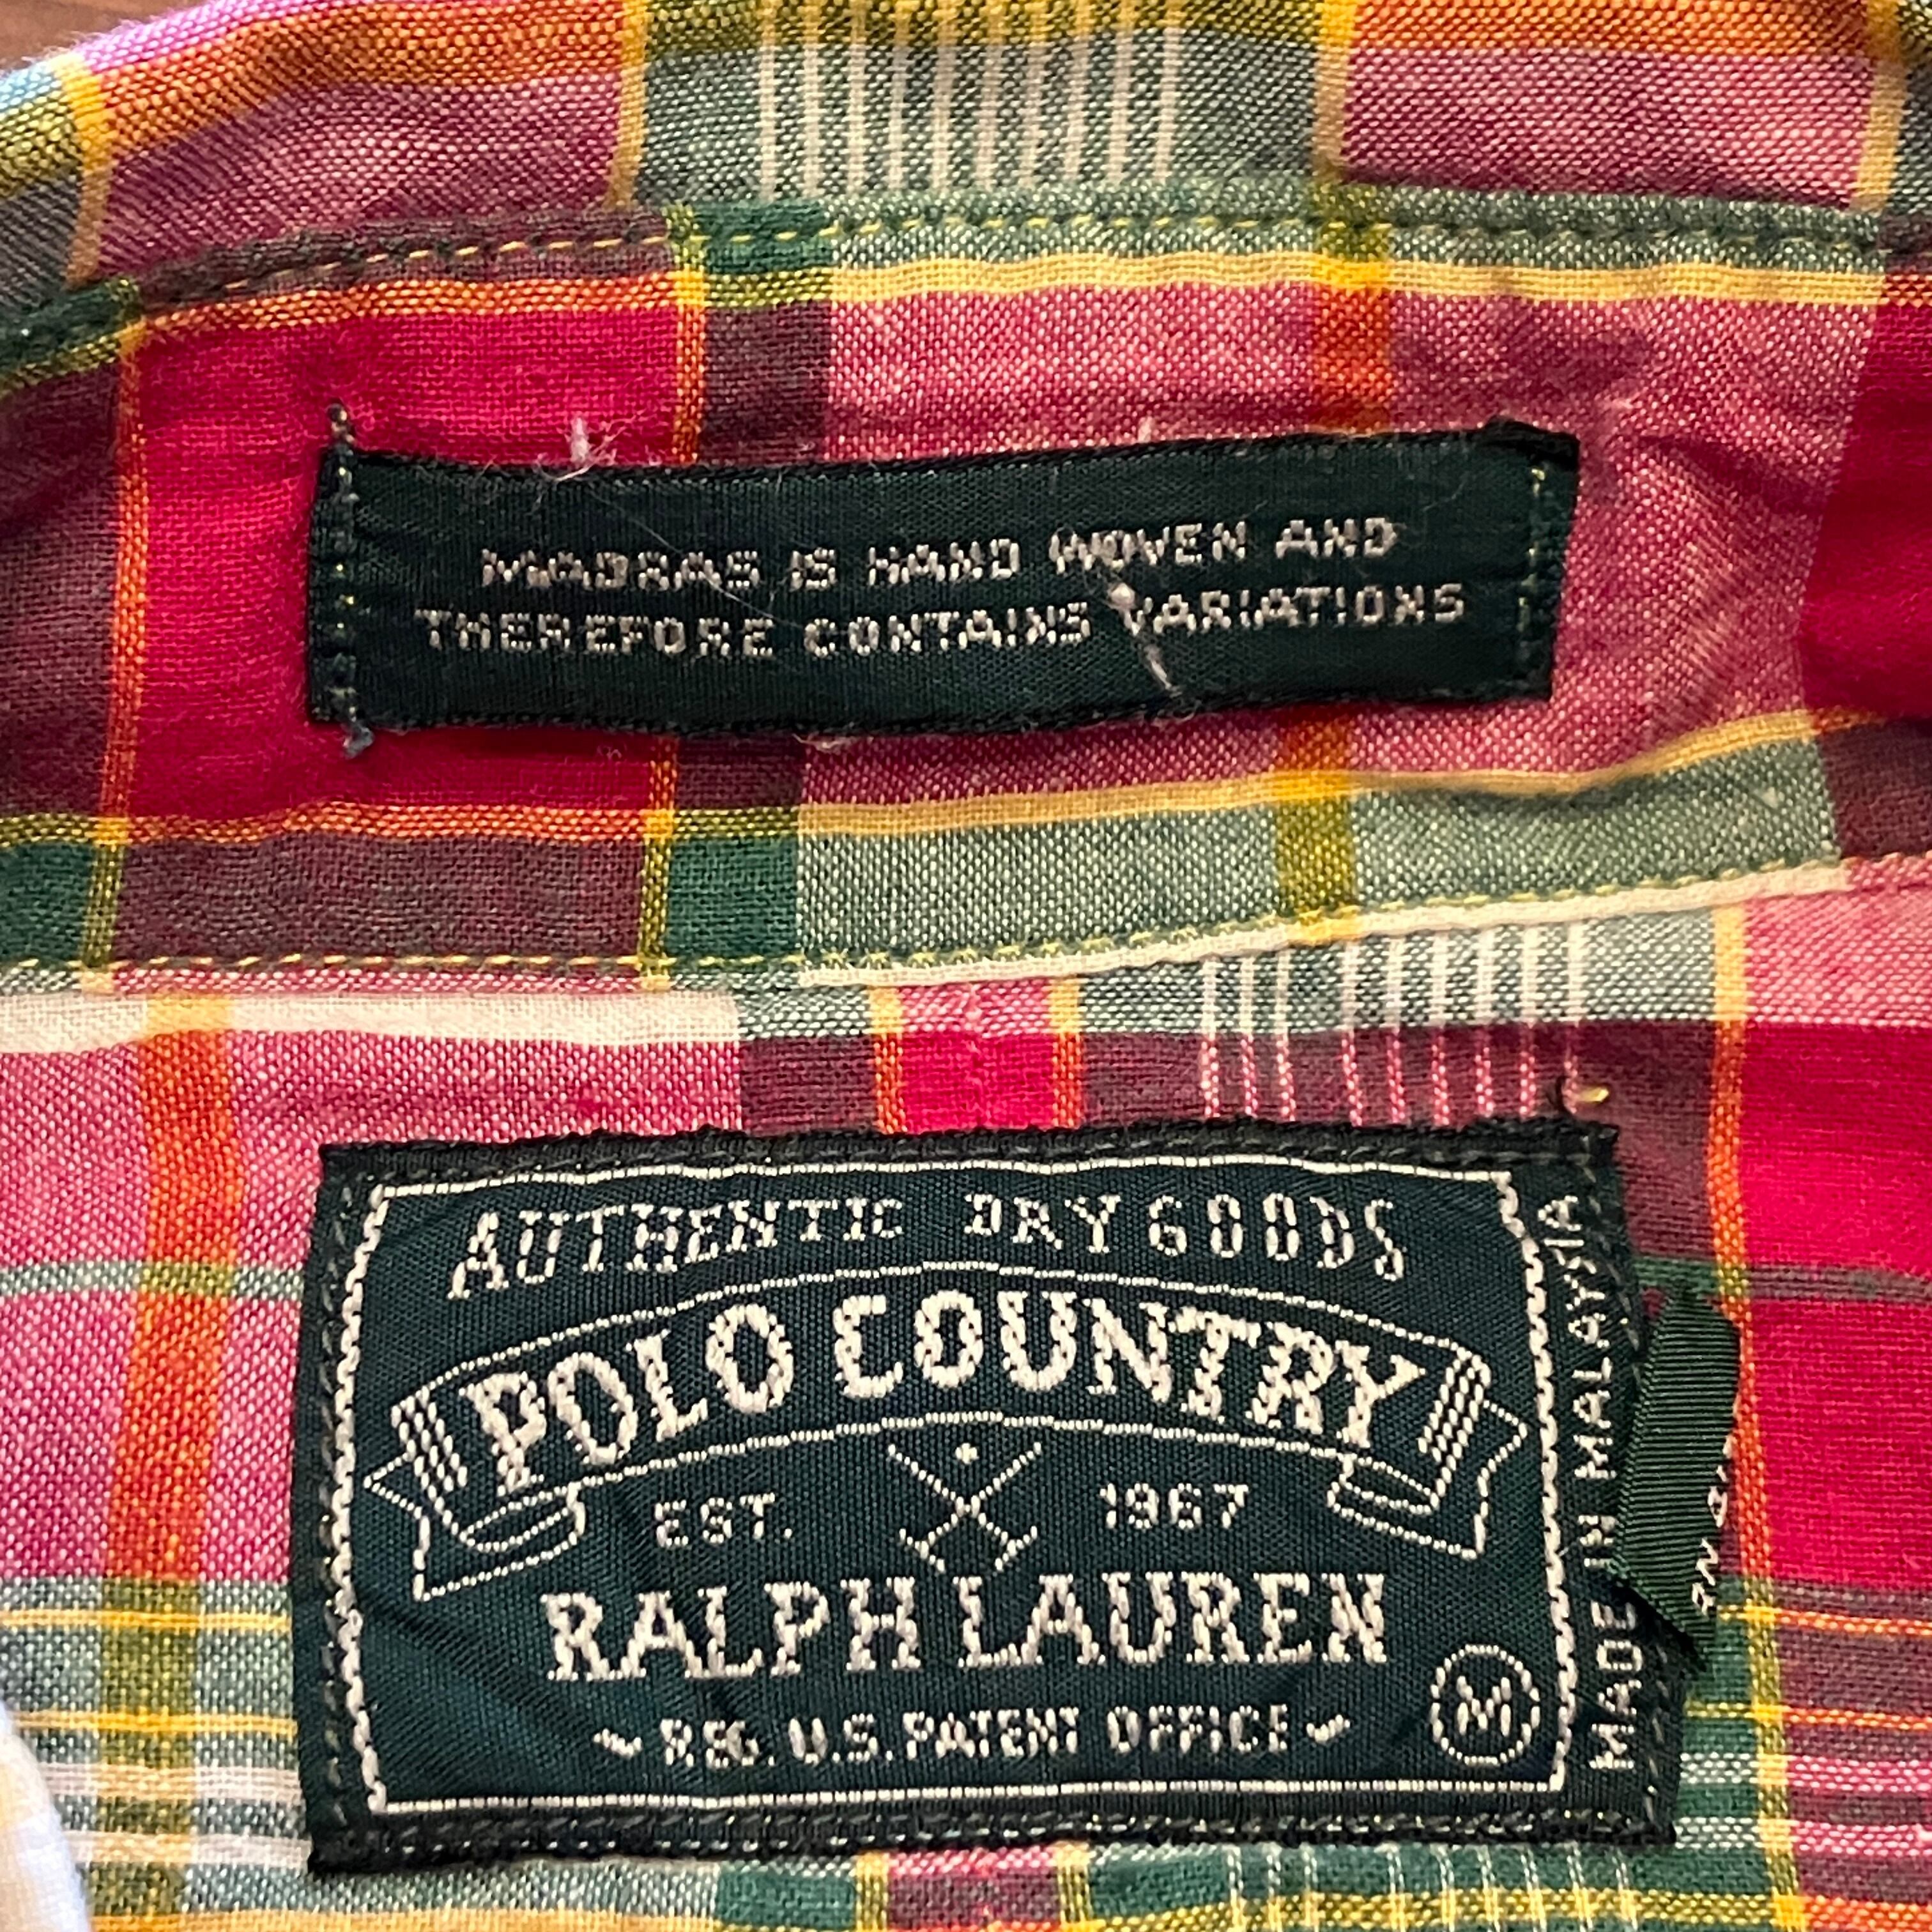 MADRAS IS HAND WOVEN AND
THEREFORE CONTAINS VARIATIONS
AUTHENTIC DRY GOODS
POLO COUNTRY
EST. 1967
RALPH LAUREN
REG. U.S. PATENT OFFICE
M
MADE IN MALAYSIA